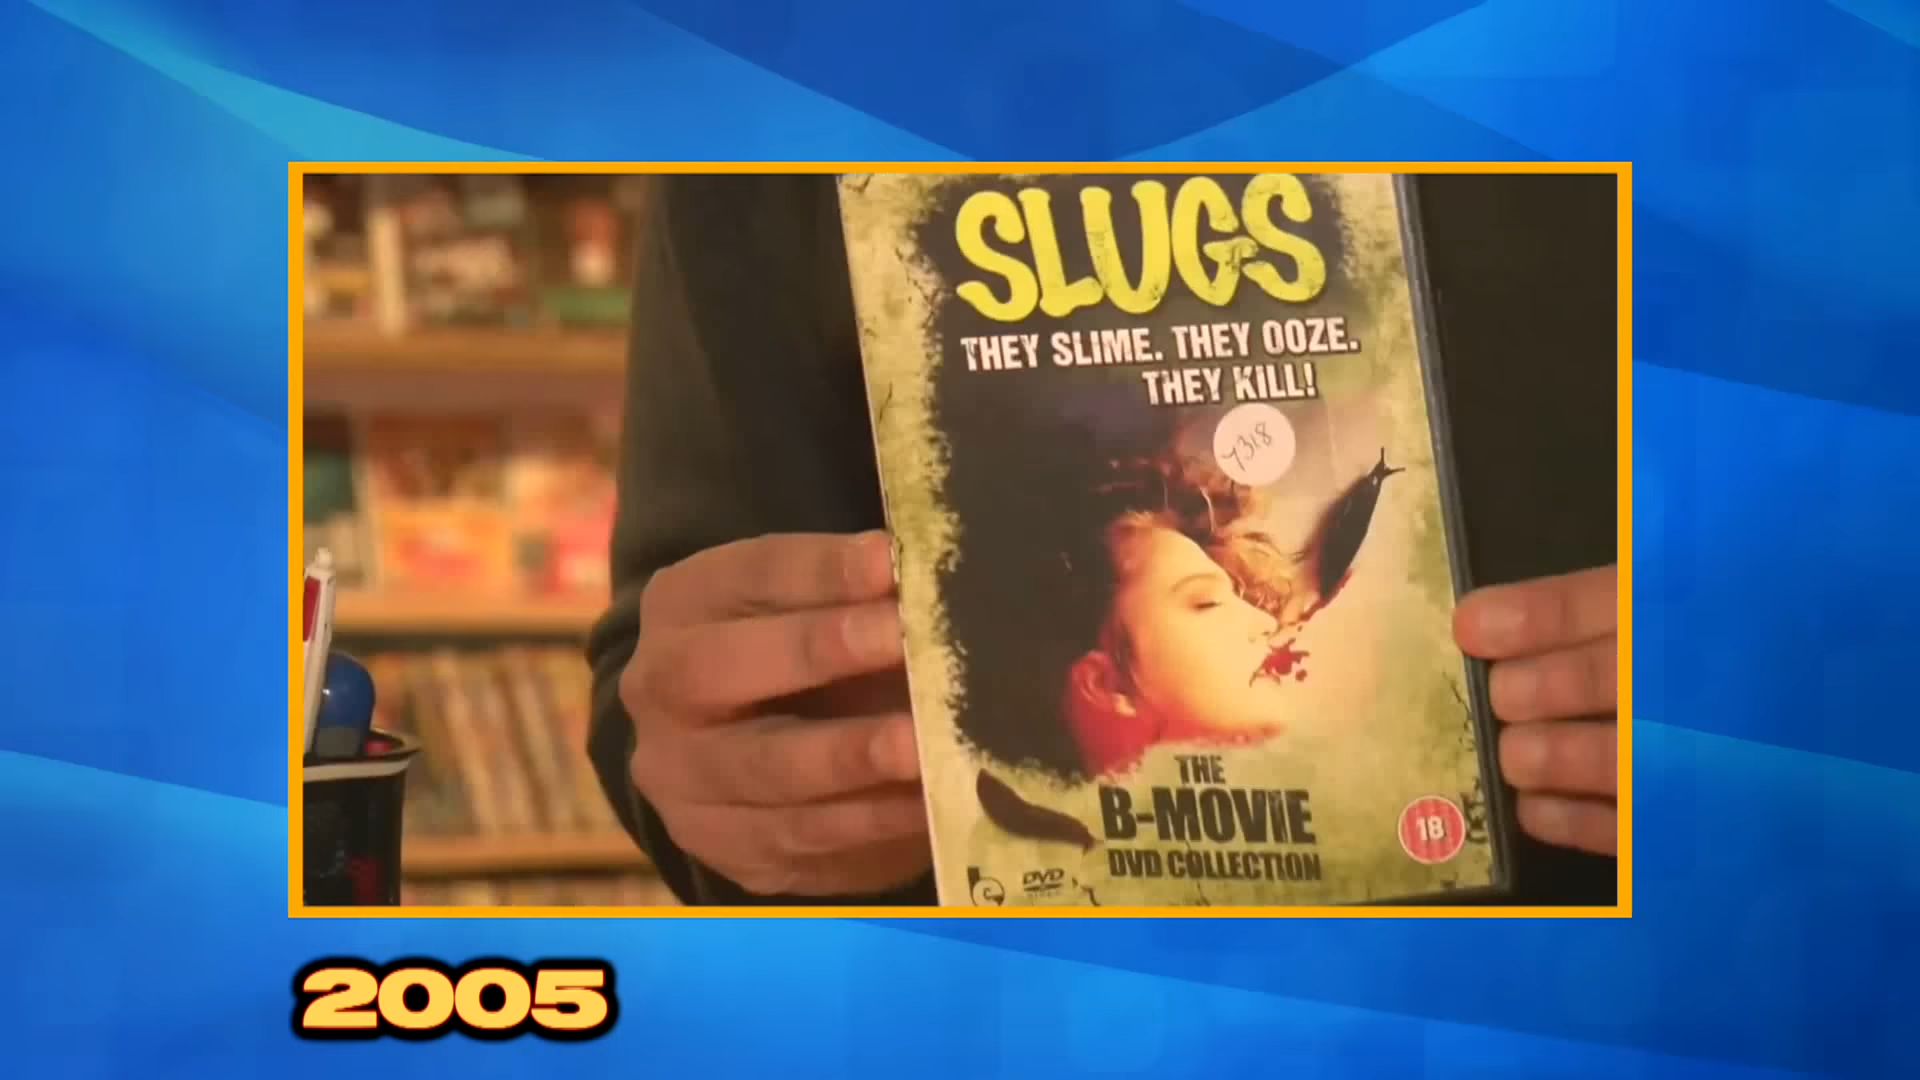 SLUGS
THEY SLIME. THEY OOZE.
THEY KILL!
7318
THE
B-MOVIE
DVD COLLECTION
18
DVD
2005